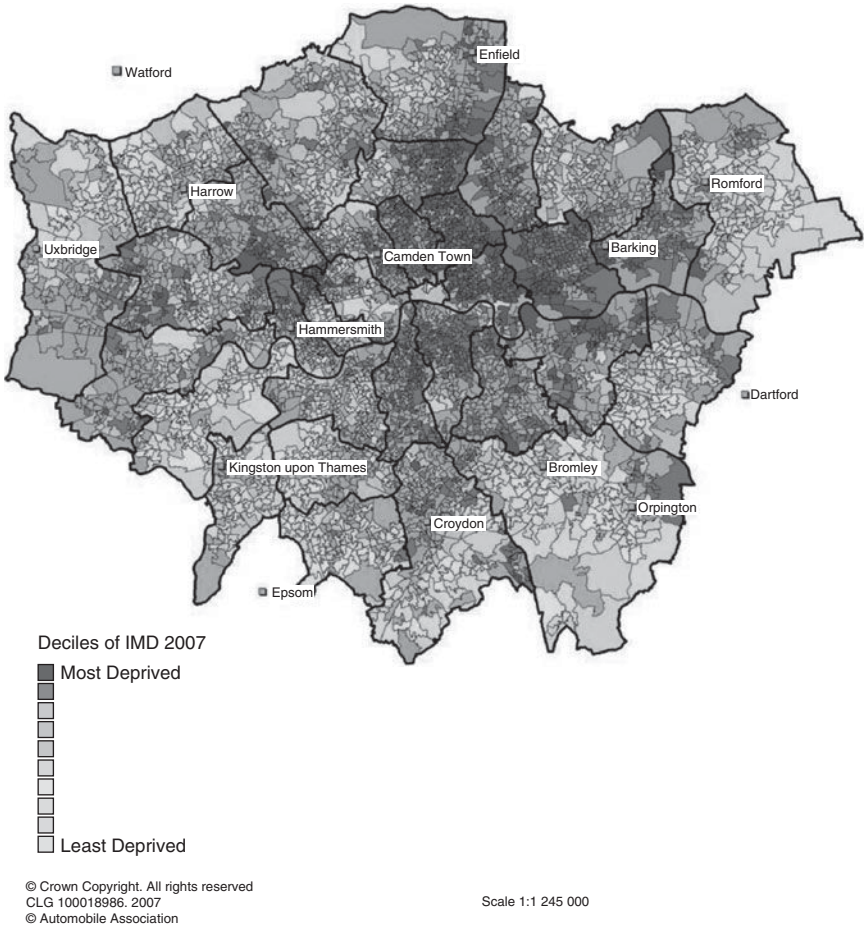 Enfield
Watford
Harrow
Romford
Uxbridge
Camden Town
Barking
Hammersmith
Dartford
Kingston upon Thames
Bromley
Orpington
Croydon
Epsom
Deciles of IMD 2007
Most Deprived
Least Deprived
© Crown Copyright. All rights reserved
CLG 100018986. 2007
© Automobile Association
Scale 1:1 245 000